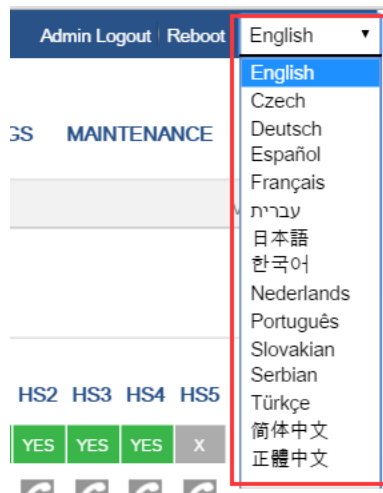 Admin Logout Reboot English
English
Czech
Deutsch
Español
Français
עברית
日本語
한국어
Nederlands
Português
Slovakian
Serbian
Türkçe
简体中文
正體中文
GS MAINTENANCE
HS2 HS3 HS4 HS5
YES YES YES X